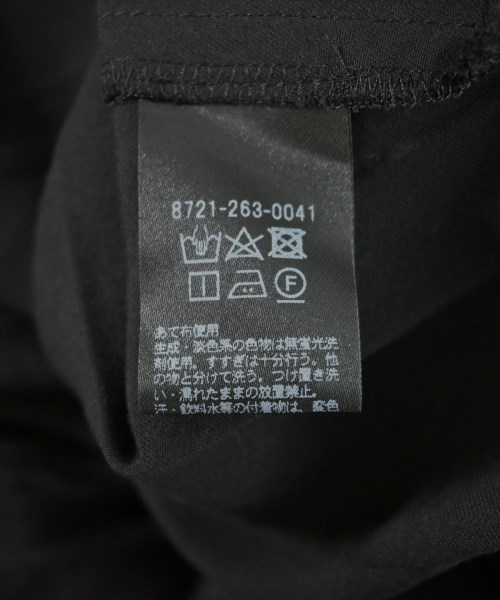 8721-263-0041
F
あて布使用
生成・淡色系の色物は無蛍光洗
剤使用。すすぎは十分行う。他
の物と分けて洗う。つけ置き洗
い・濡れたままの放置禁止。
汗・飲料水等の付着物は、変色